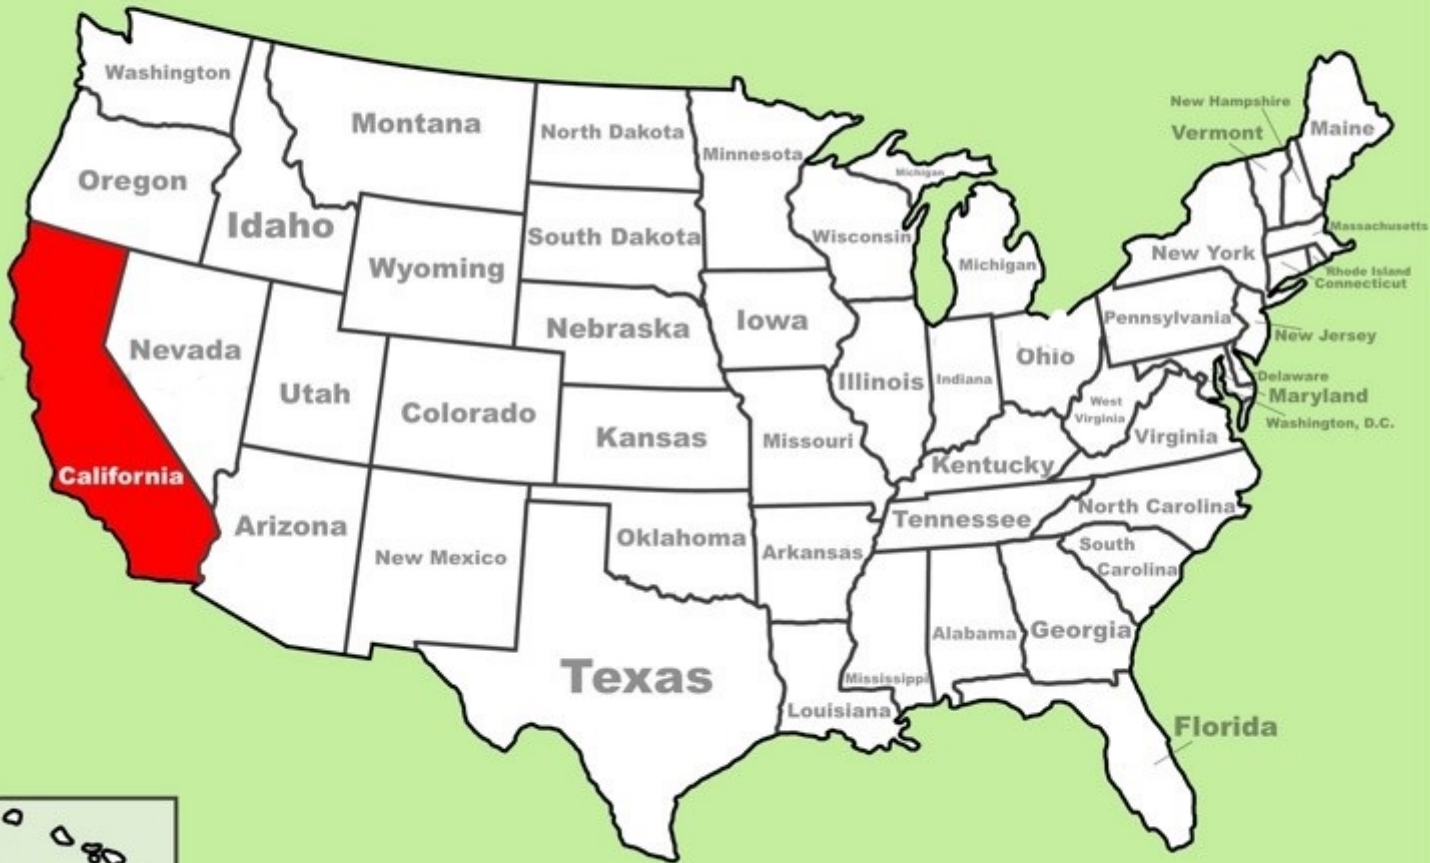 Washington
Montana
North Dakota
Minnesota
New Hampshire
Vermont
Maine
Oregon
Idaho
Michigan
South Dakota
Wisconsin
Massachusetts
Wyoming
Michigan
New York
Rhode Island
Connecticut
Nevada
Nebraska
Iowa
Pennsylvania
New Jersey
Utah
Colorado
Illinois
Indiana
Ohio
Delaware
Maryland
West
Virginia
Washington, D.C.
Kansas
Missouri
Virginia
California
Kentucky
Arizona
New Mexico
Oklahoma
Arkansas
Tennessee
North Carolina
South
Carolina
Texas
Alabama
Georgia
Mississippi
Louisiana
Florida